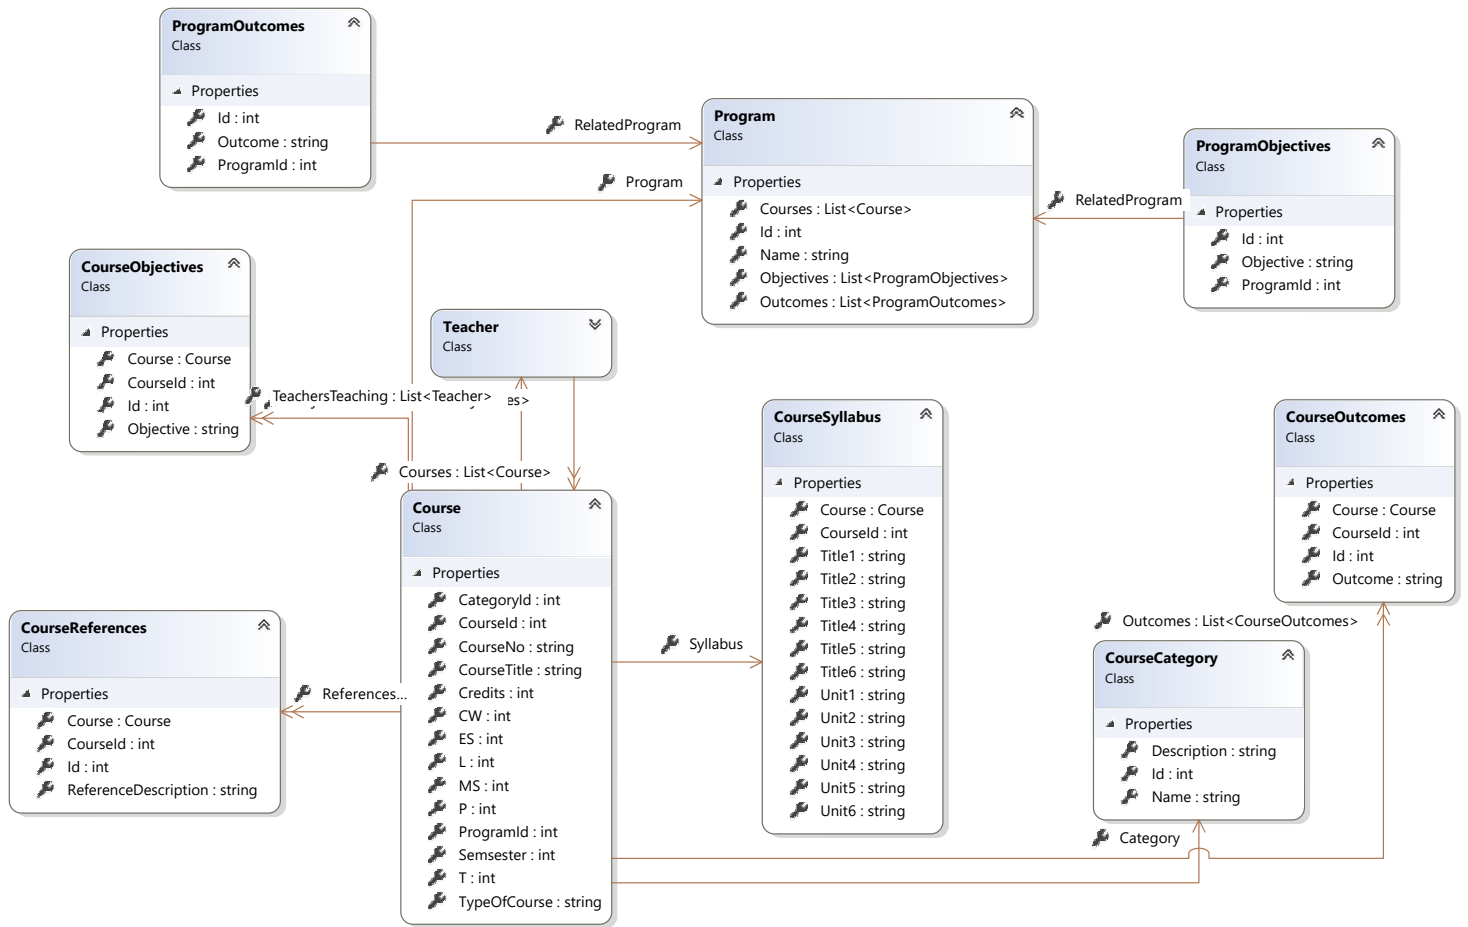 ProgramOutcomes
Class
Properties
Id : int
Outcome : string
ProgramId : int
RelatedProgram
Program
Program
Class
Properties
Courses : List<Course>
Id : int
Name : string
Objectives : List<ProgramObjectives>
Outcomes : List<ProgramOutcomes>
RelatedProgram
ProgramObjectives
Class
Properties
Id : int
Objective : string
ProgramId : int
CourseObjectives
Class
Properties
Course : Course
CourseId : int
Id : int
Objective : string
Teacher
Class
TeachersTeaching : List<Teacher>
es>
Courses : List<Course>
Course
Class
Properties
CategoryId : int
CourseId : int
CourseNo : string
CourseTitle : string
Credits : int
CW : int
ES : int
L : int
MS : int
P : int
ProgramId : int
Semsester : int
T : int
TypeOfCourse : string
CourseReferences
Class
Properties
Course : Course
CourseId : int
Id : int
ReferenceDescription : string
References...
Syllabus
CourseSyllabus
Class
Properties
Course : Course
CourseId : int
Title1 : string
Title2 : string
Title3 : string
Title4 : string
Title5 : string
Title6 : string
Unit1 : string
Unit2 : string
Unit3 : string
Unit4 : string
Unit5 : string
Unit6 : string
CourseOutcomes
Class
Properties
Course : Course
CourseId : int
Id : int
Outcome : string
Outcomes : List<CourseOutcomes>
CourseCategory
Class
Properties
Description : string
Id : int
Name : string
Category